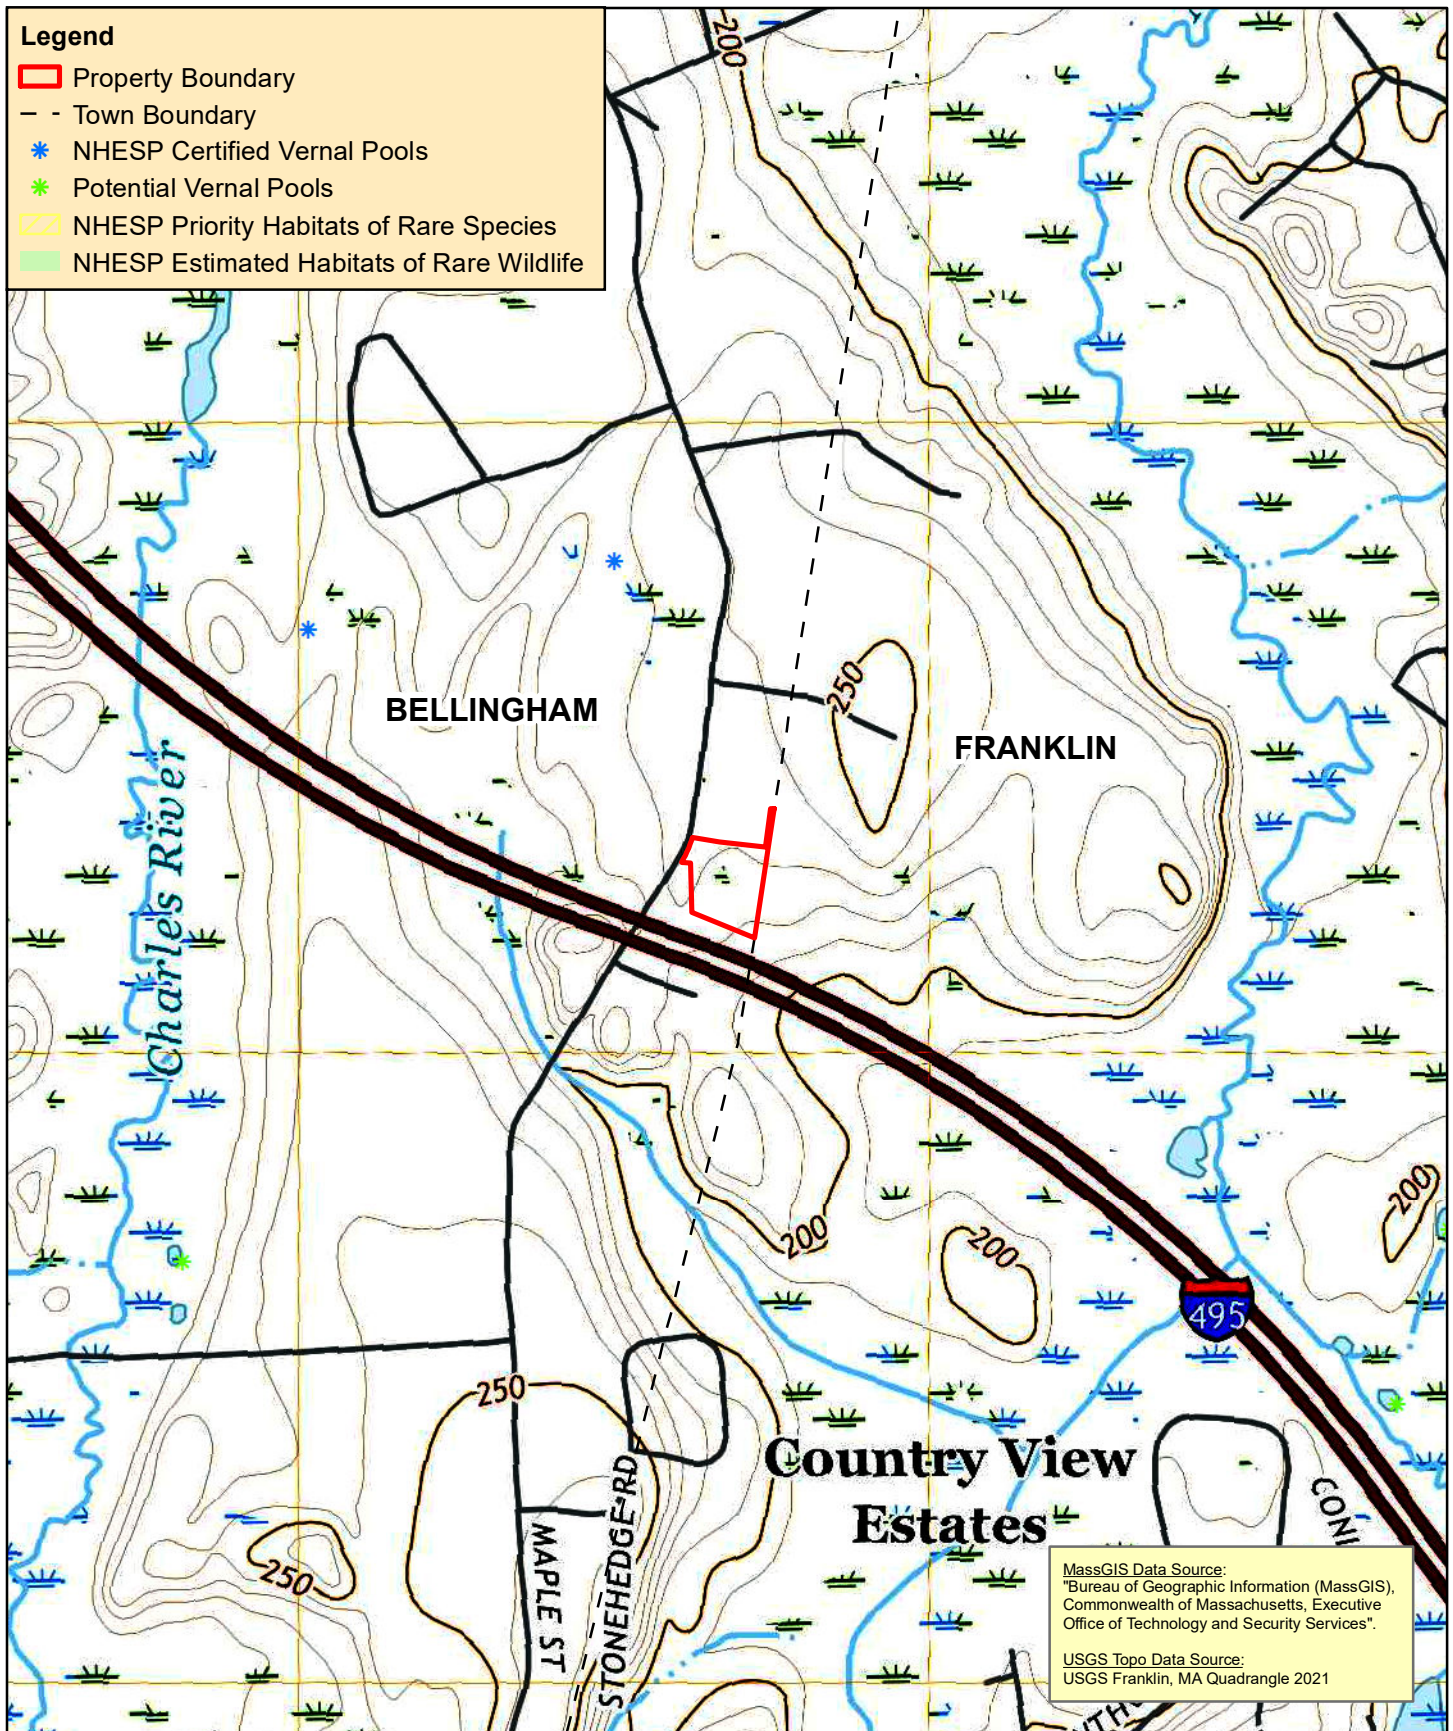 Legend
Property Boundary
Town Boundary
NHESP Certified Vernal Pools
Potential Vernal Pools
NHESP Priority Habitats of Rare Species
NHESP Estimated Habitats of Rare Wildlife
200
250
BELLINGHAM
FRANKLIN
Charles River
200
200
200
495
250
Country View
Estates
250
MAPLE ST
STONEHEDGE RD
CONL
MassGIS Data Source:
"Bureau of Geographic Information (MassGIS),
Commonwealth of Massachusetts, Executive
Office of Technology and Security Services".
USGS Topo Data Source:
USGS Franklin, MA Quadrangle 2021